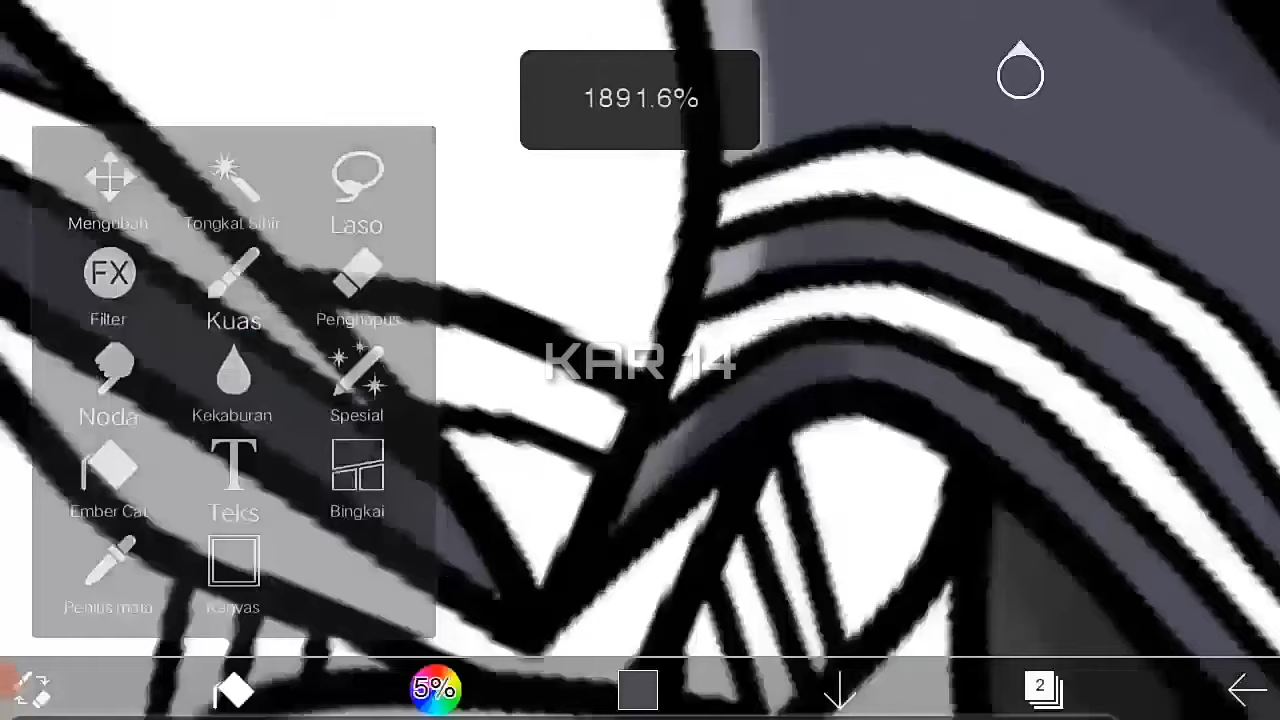 1891.6%
Mengubah Tongkat Sihir Laso
FX
Filter Kuas Penghapus
KAR 14
Noda Kekaburan Spesial
T
Ember Cat Teks Bingkai
Penitis mata Kanvas
5% 2